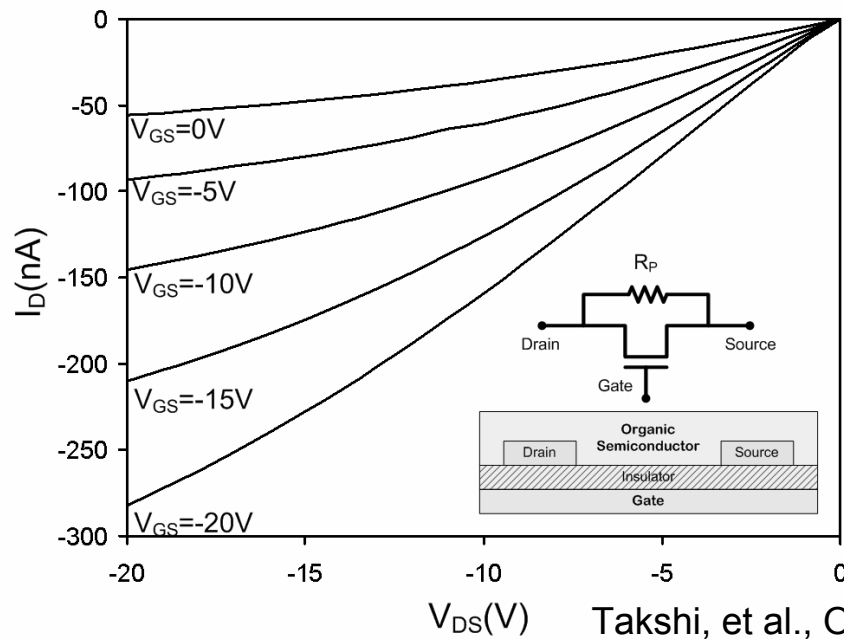 0
-50
-100
-150
-200
-250
-300
I_D(nA)
V_GS=0V
V_GS=-5V
V_GS=-10V
V_GS=-15V
V_GS=-20V
R_P
Drain
Source
Gate
Organic
Semiconductor
Drain
Source
Insulator
Gate
-20
-15
-10
-5
0
V_DS(V)
Takshi, et al., O